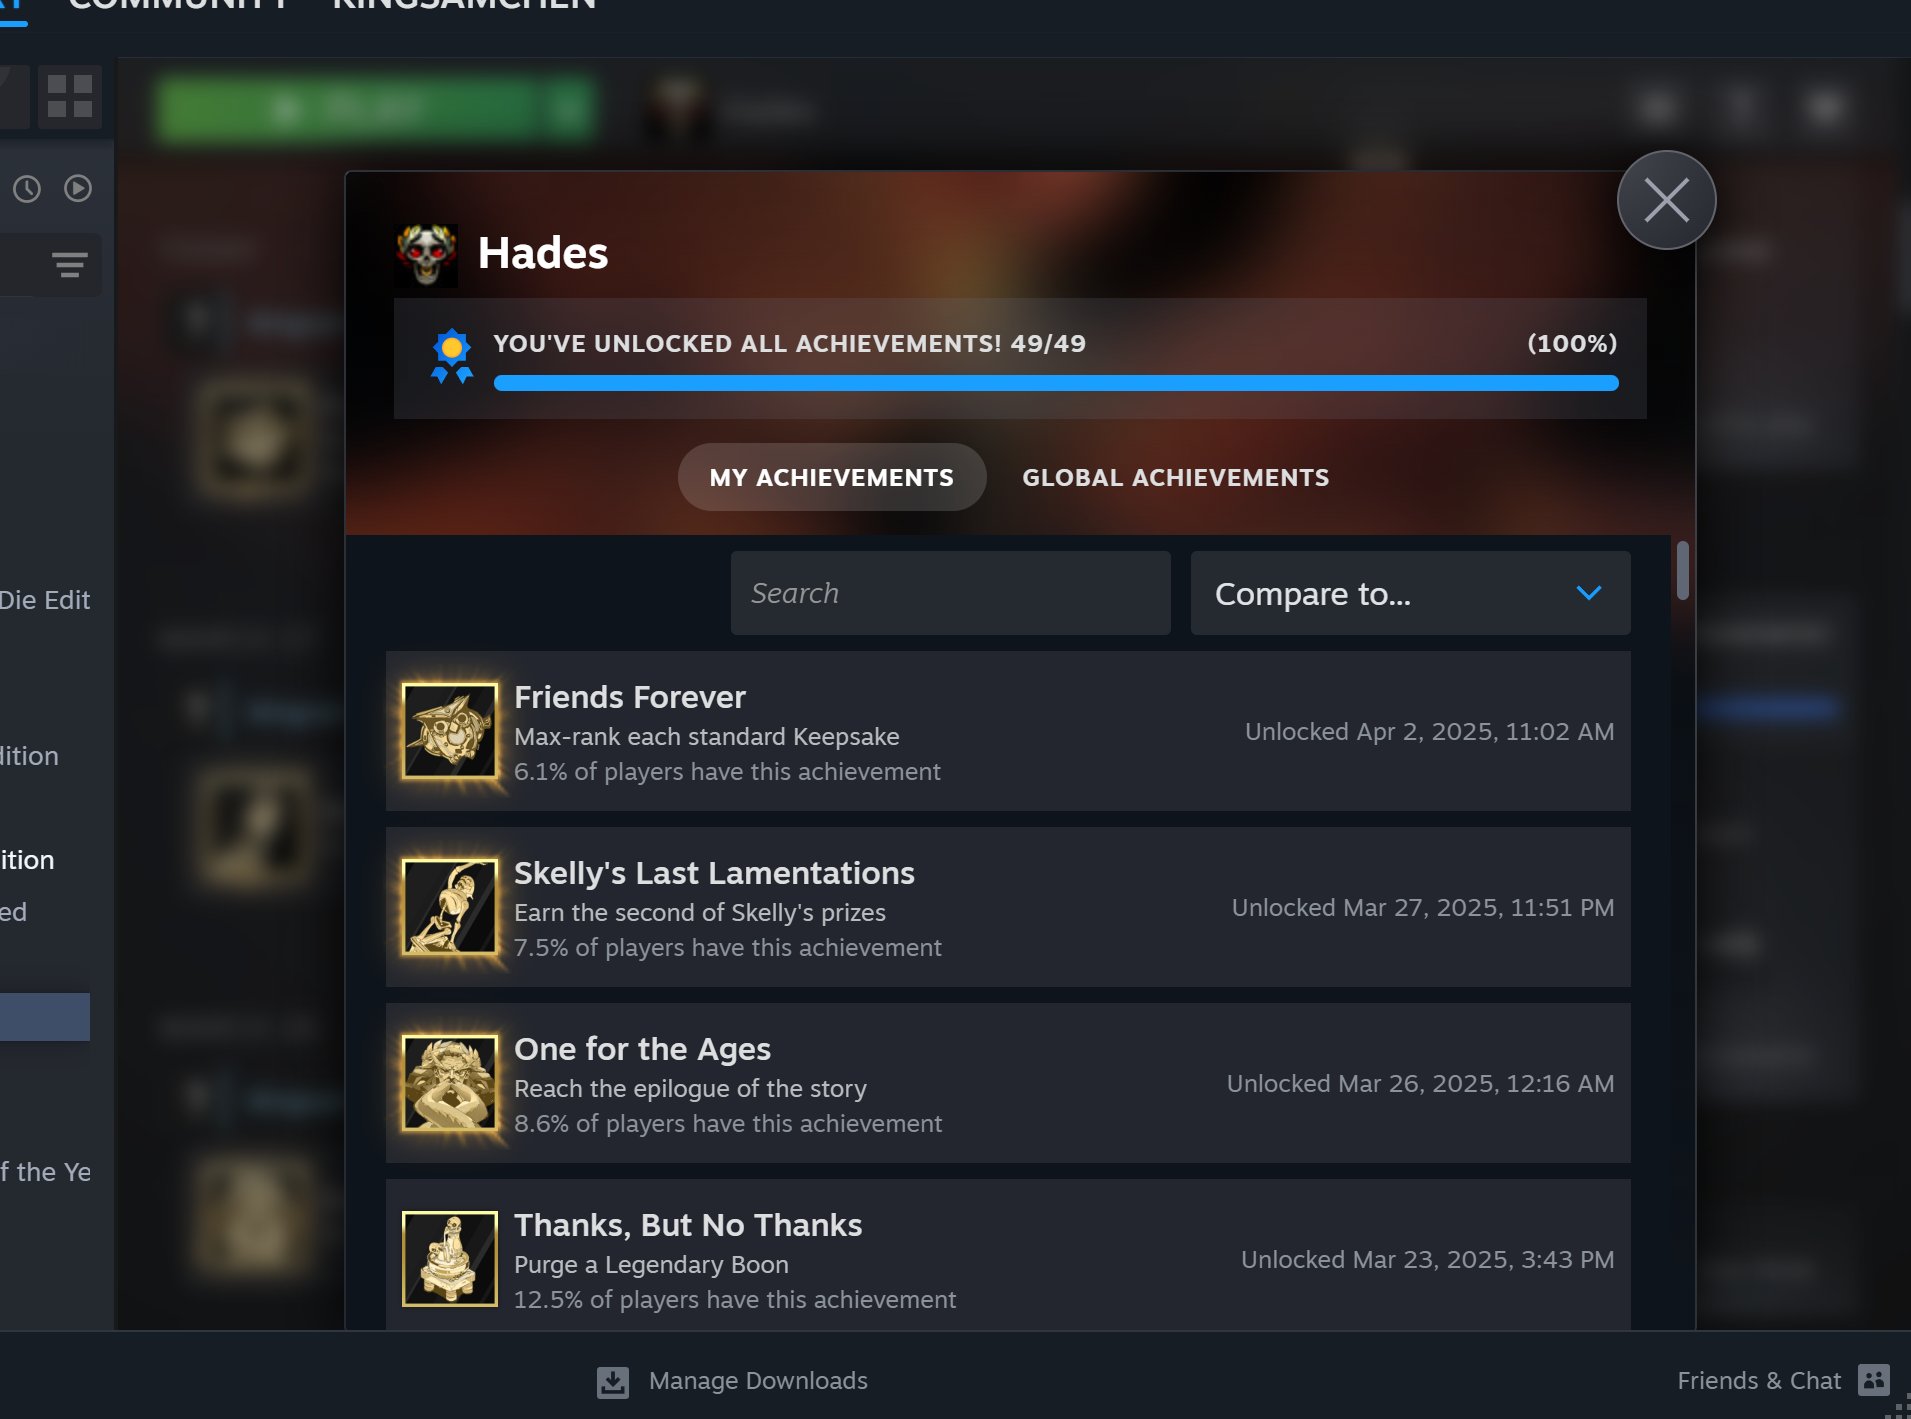 COMMUNITY KINGSAMCHEN
Hades
YOU'VE UNLOCKED ALL ACHIEVEMENTS! 49/49 (100%)
MY ACHIEVEMENTS GLOBAL ACHIEVEMENTS
Search
Compare to...
Friends Forever
Max-rank each standard Keepsake
6.1% of players have this achievement
Unlocked Apr 2, 2025, 11:02 AM
Skelly's Last Lamentations
Earn the second of Skelly's prizes
7.5% of players have this achievement
Unlocked Mar 27, 2025, 11:51 PM
One for the Ages
Reach the epilogue of the story
8.6% of players have this achievement
Unlocked Mar 26, 2025, 12:16 AM
Thanks, But No Thanks
Purge a Legendary Boon
12.5% of players have this achievement
Unlocked Mar 23, 2025, 3:43 PM
Die Edit
dition
ition
ed
f the Ye
Manage Downloads
Friends & Chat